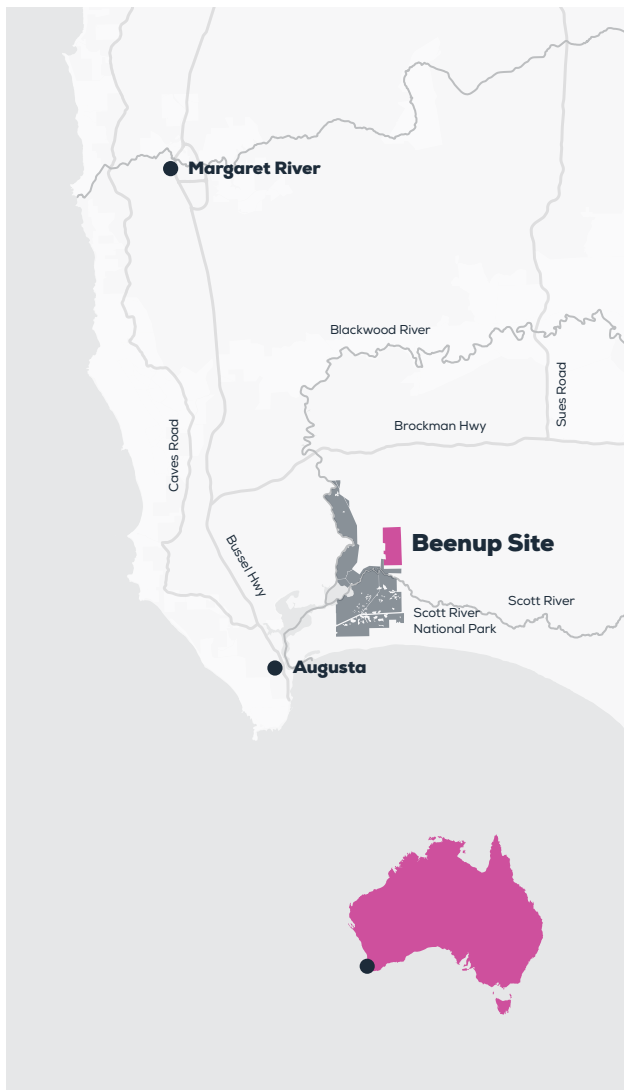 Margaret River
Blackwood River
Sues Road
Brockman Hwy
Caves Road
Beenup Site
Bussel Hwy
Scott River
Scott River
National Park
Augusta